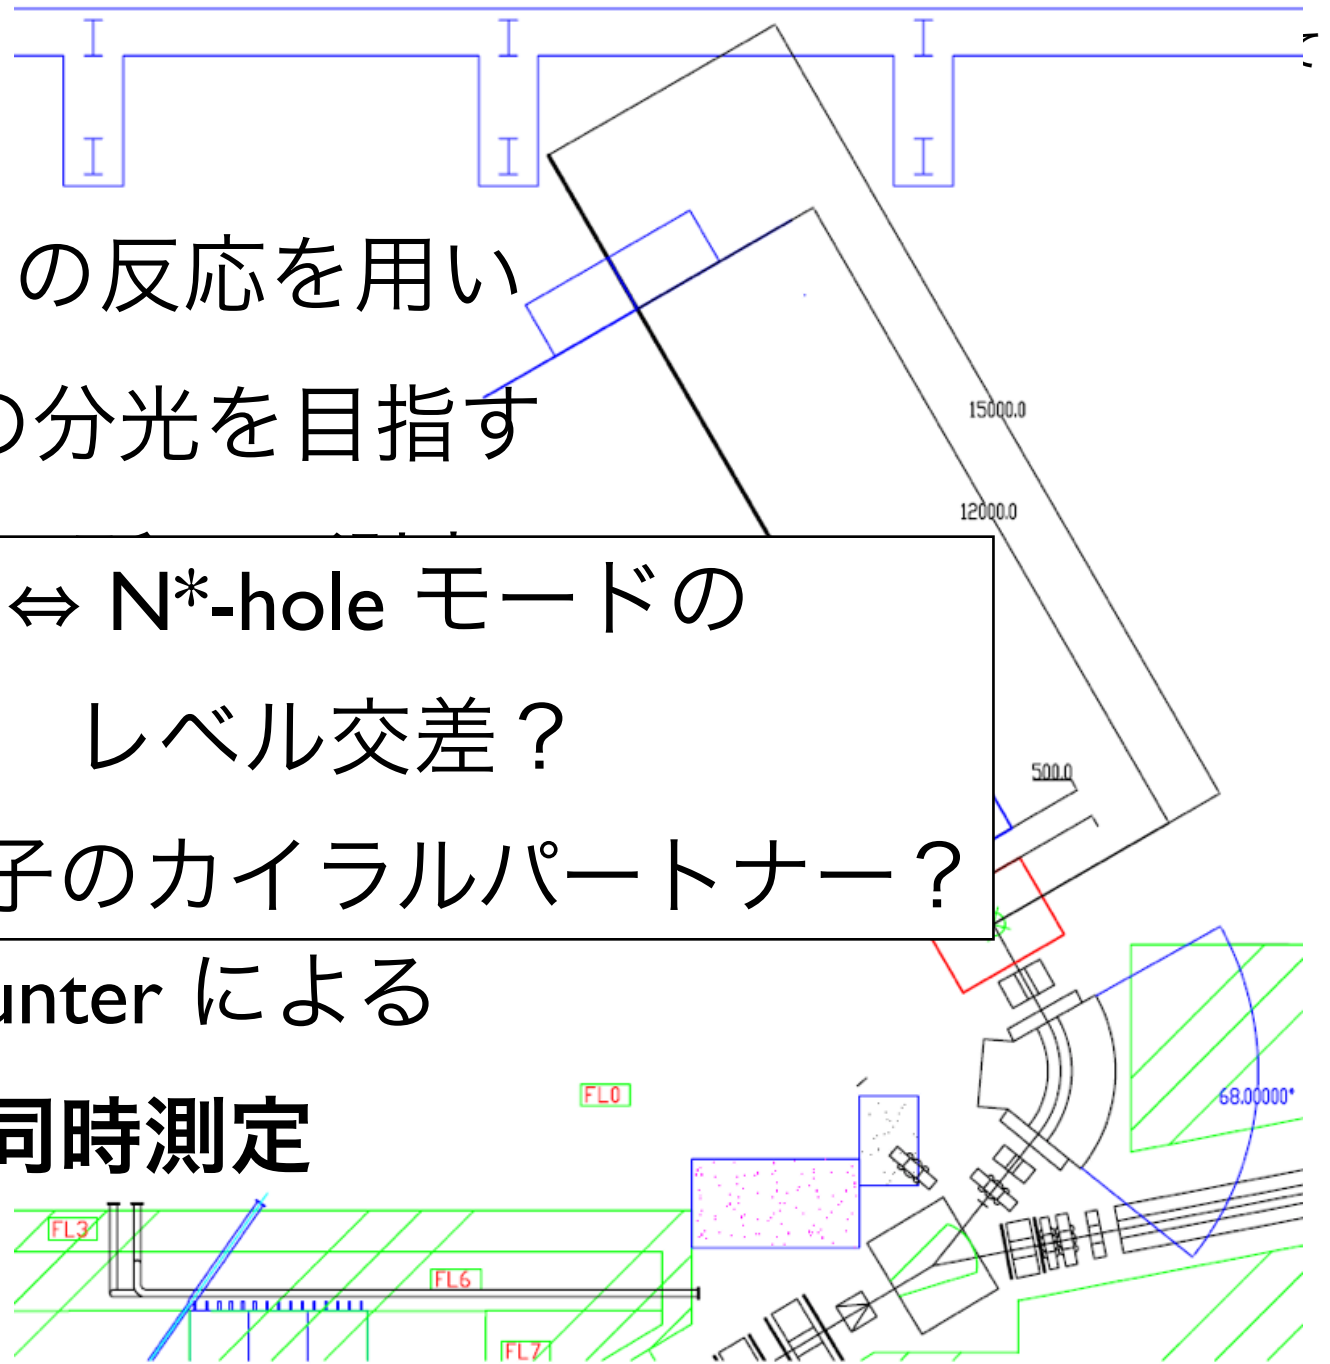 の反応を用い
の分光を目指す
15000.0
12000.0
⇔ N*-hole モードの
レベル交差？
500.0
子のカイラルパートナー？
unter による
68.00000°
FL0
同時測定
FL3
FL6
FL7